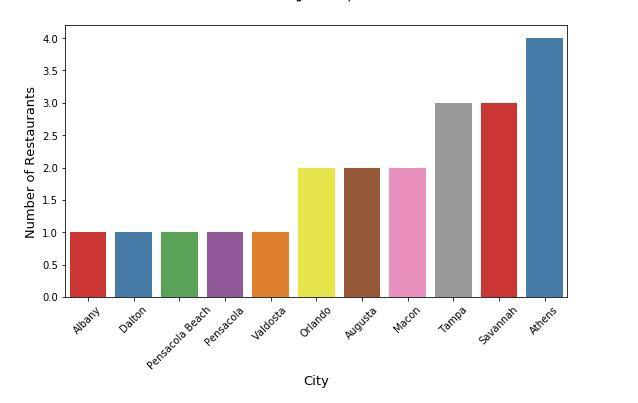 4.0
3.5
3.0
2.5
2.0
1.5
1.0
0.5
0.0
Number of Restaurants
Albany
Dalton
Pensacola Beach
Pensacola
Valdosta
Orlando
Augusta
Macon
Tampa
Savannah
Athens
City